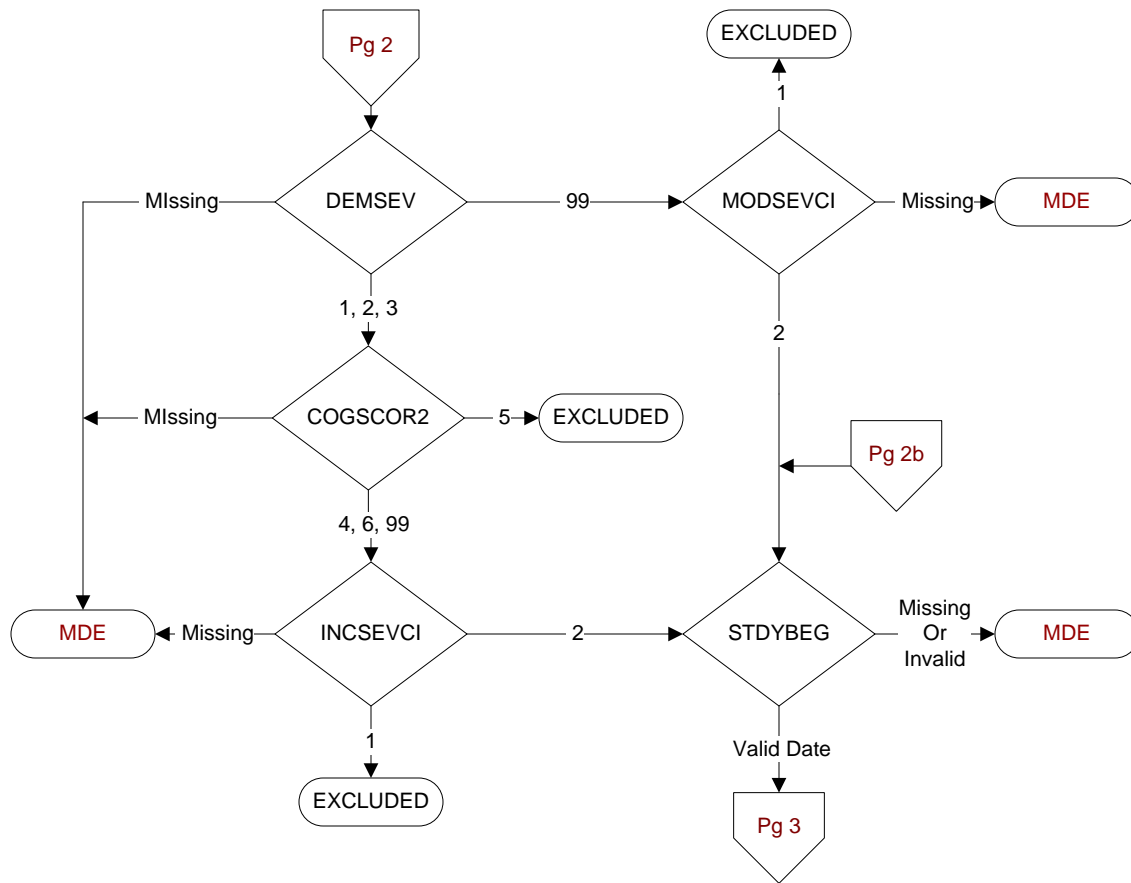 Pg 2
EXCLUDED
1
MIssing
DEMSEV
99
MODSEVCI
Missing
MDE
1, 2, 3
2
MIssing
COGSCOR2
5
EXCLUDED
Pg 2b
4, 6, 99
MDE
Missing
INCSEVCI
2
STDYBEG
Missing
Or
Invalid
MDE
1
Valid Date
EXCLUDED
Pg 3